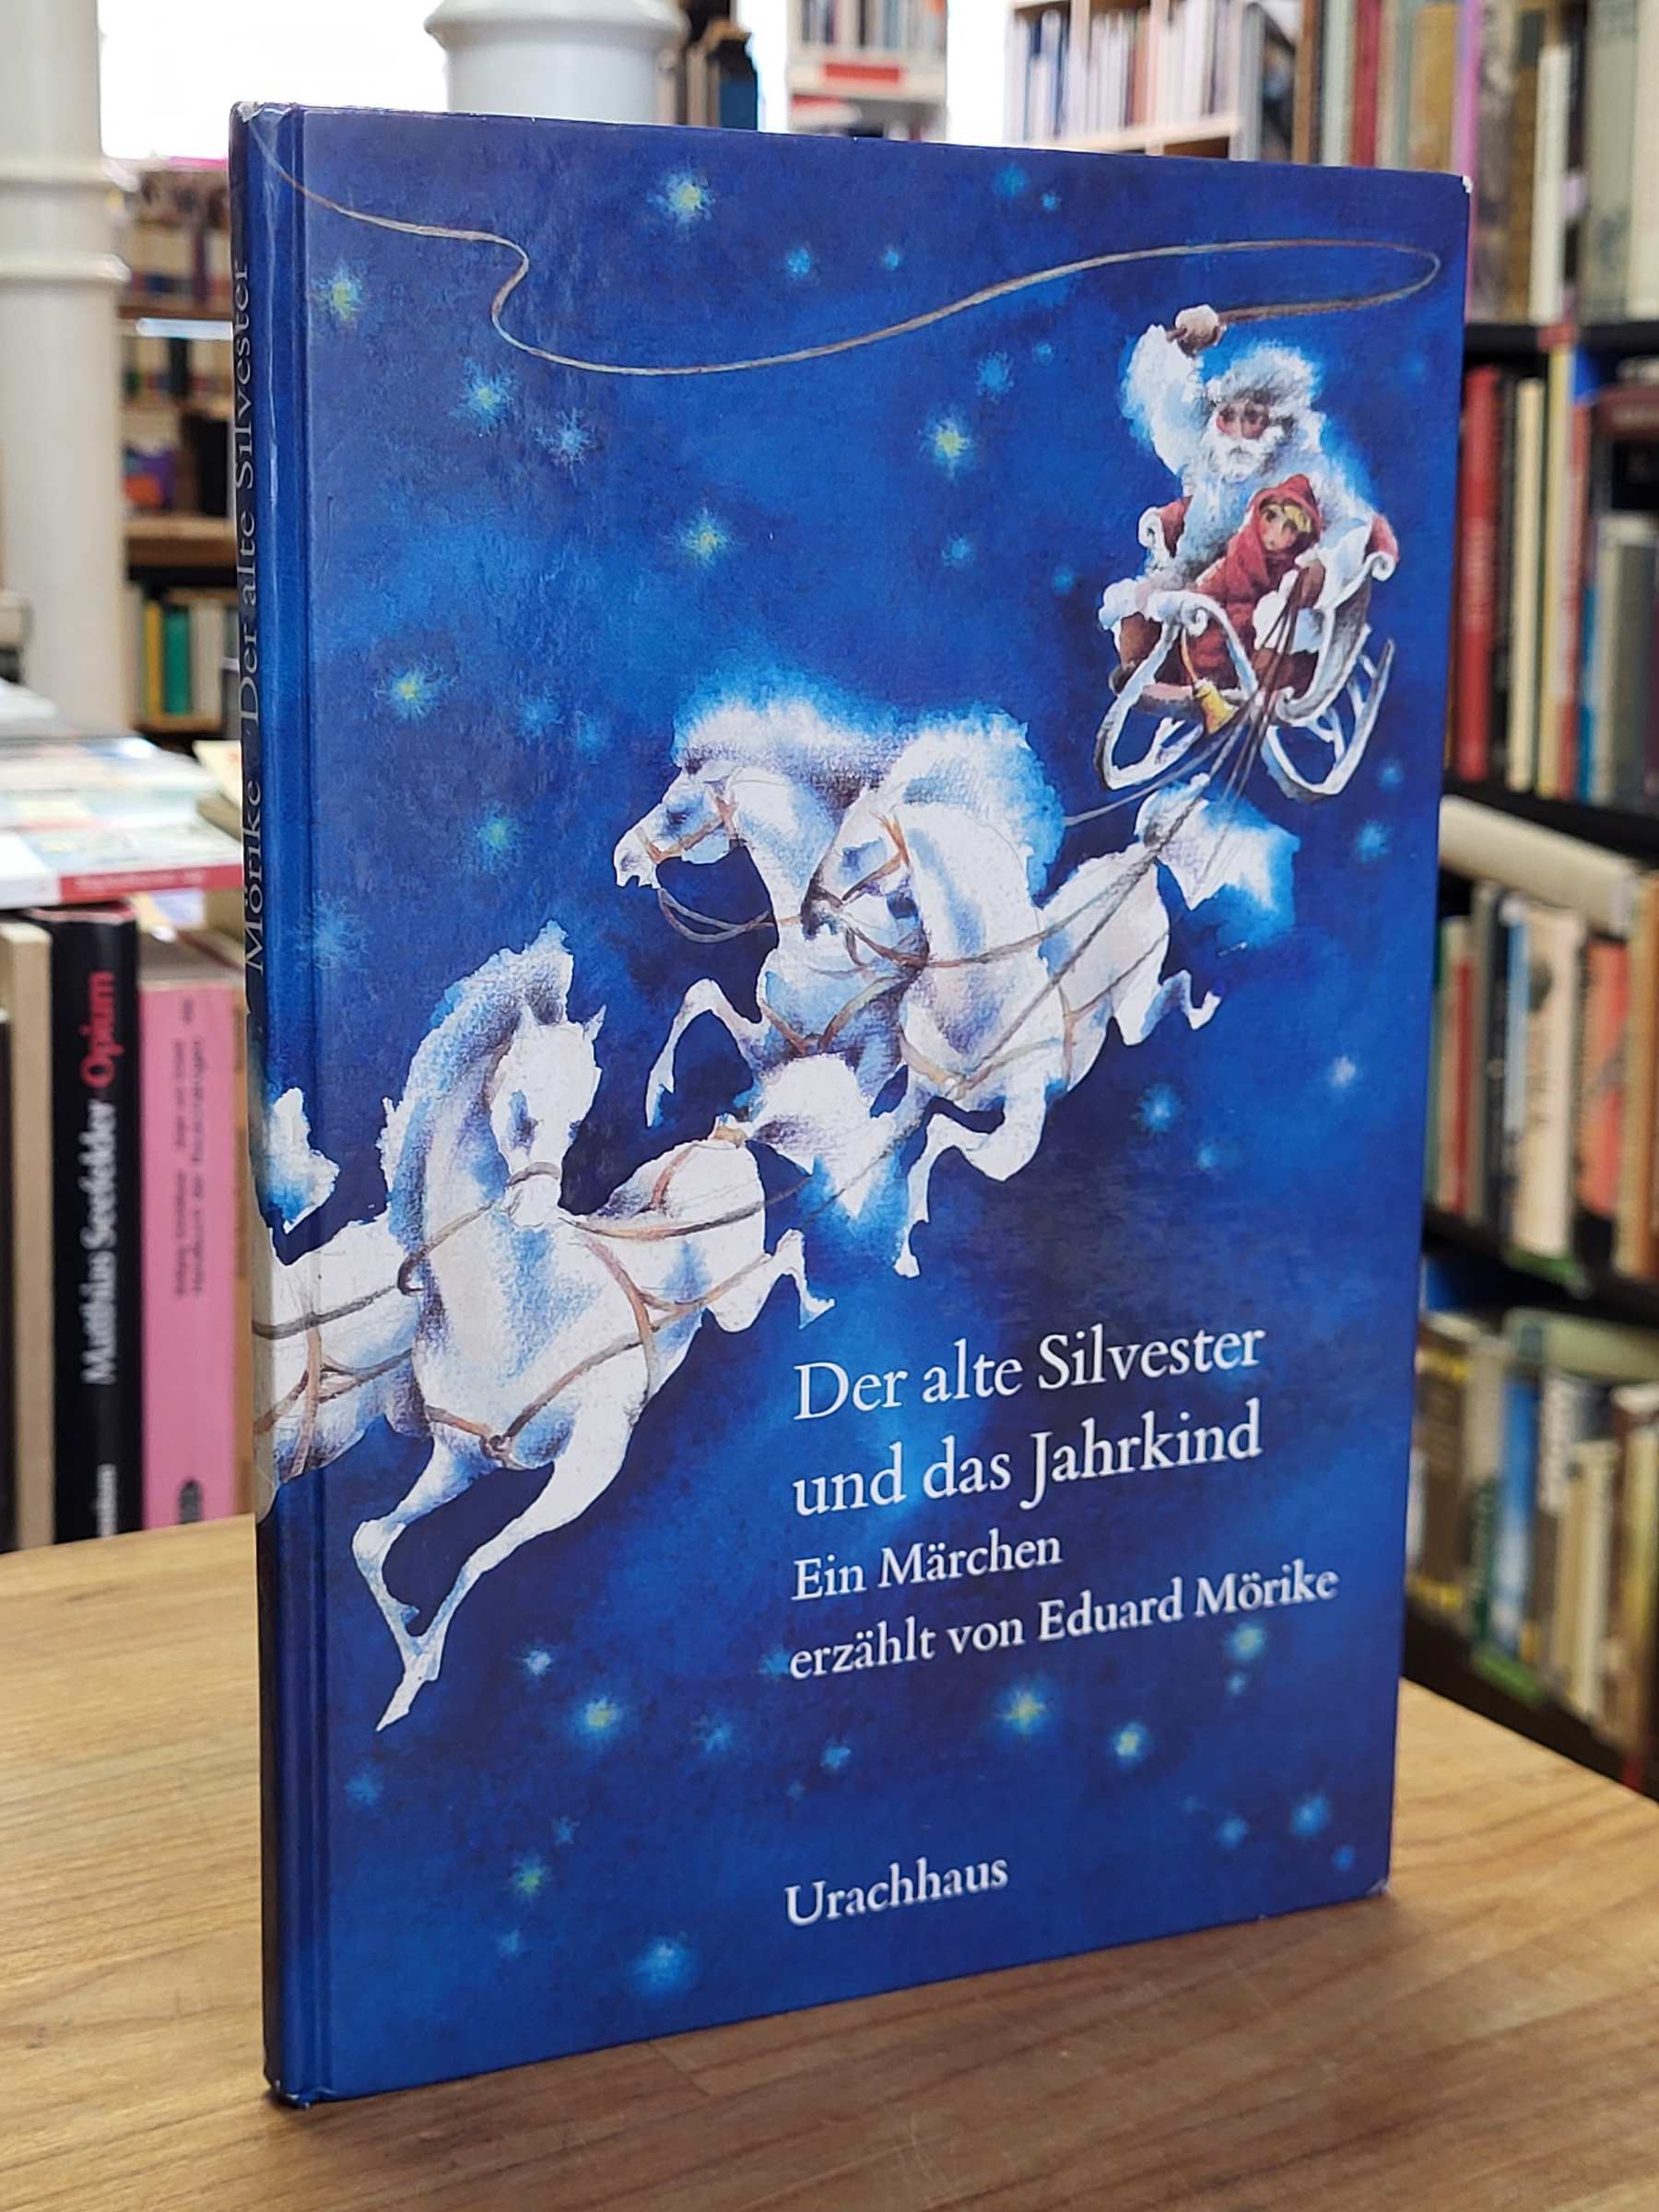 Der alte Silvester
und das Jahrkind
Ein Märchen
erzählt von Eduard Mörike
Urachhaus
Mörike Der alte Silvester
Matthias Seefelder Opium